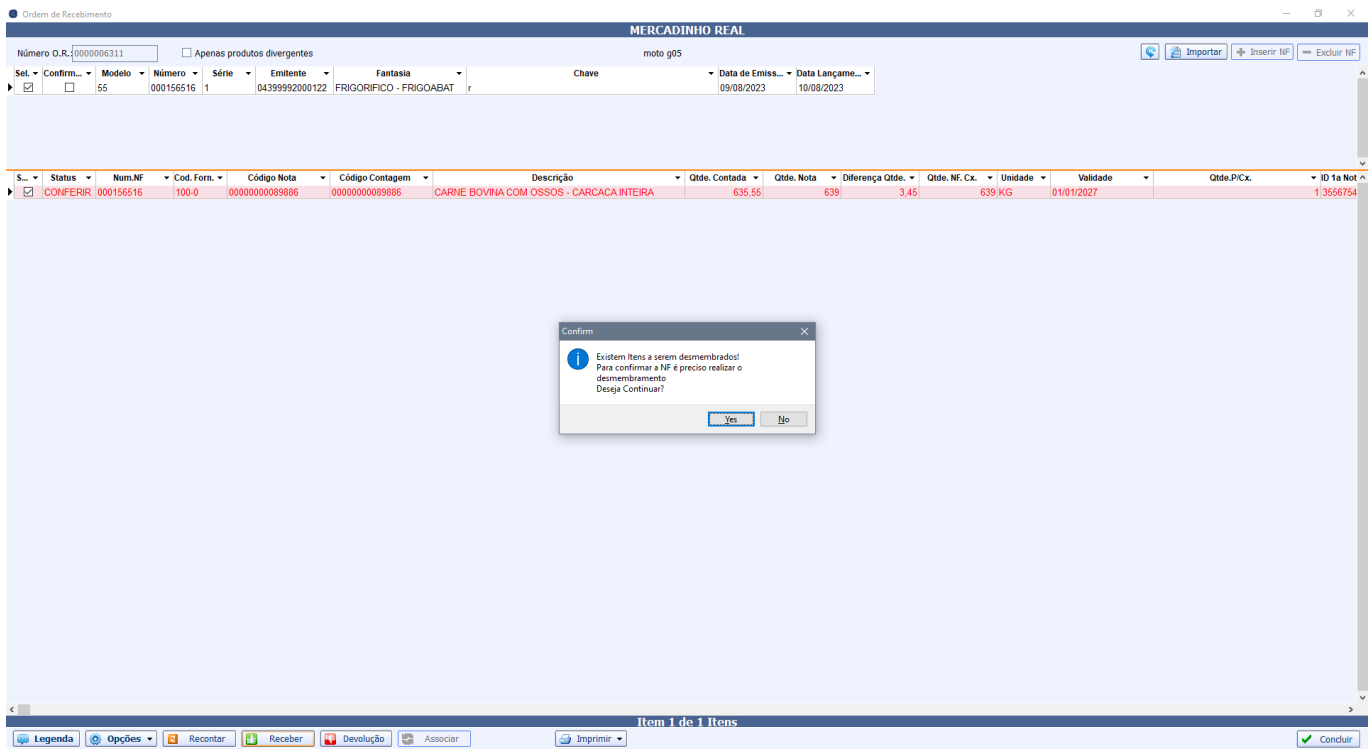 Ordem de Recebimento
MERCADINHO REAL
Número O.R.: 0000006311 Apenas produtos divergentes moto g05 Importar Inserir NF Excluir NF
Sel. Confirm... Modelo Número Série Emitente Fantasia Chave Data de Emiss... Data Lançame...
55 000156516 1 04399992000122 FRIGORIFICO - FRIGOABAT r 09/08/2023 10/08/2023
S... Status Num.NF Cod. Forn. Código Nota Código Contagem Descrição Qtde. Contada Qtde. Nota Diferença Qtde. Qtde. NF. Cx. Unidade Validade Qtde.P/Cx. ID 1a Not
CONFERIR 000156516 100-0 00000000089886 00000000089886 CARNE BOVINA COM OSSOS - CARCACA INTEIRA 635,55 639 3,45 639 KG 01/01/2027 1 3556754
Confirm
Existem Itens a serem desmembrados!
Para confirmar a NF é preciso realizar o
desmembramento
Deseja Continuar?
Yes No
Item 1 de 1 Itens
Legenda Opções Recontar Receber Devolução Associar Imprimir Concluir